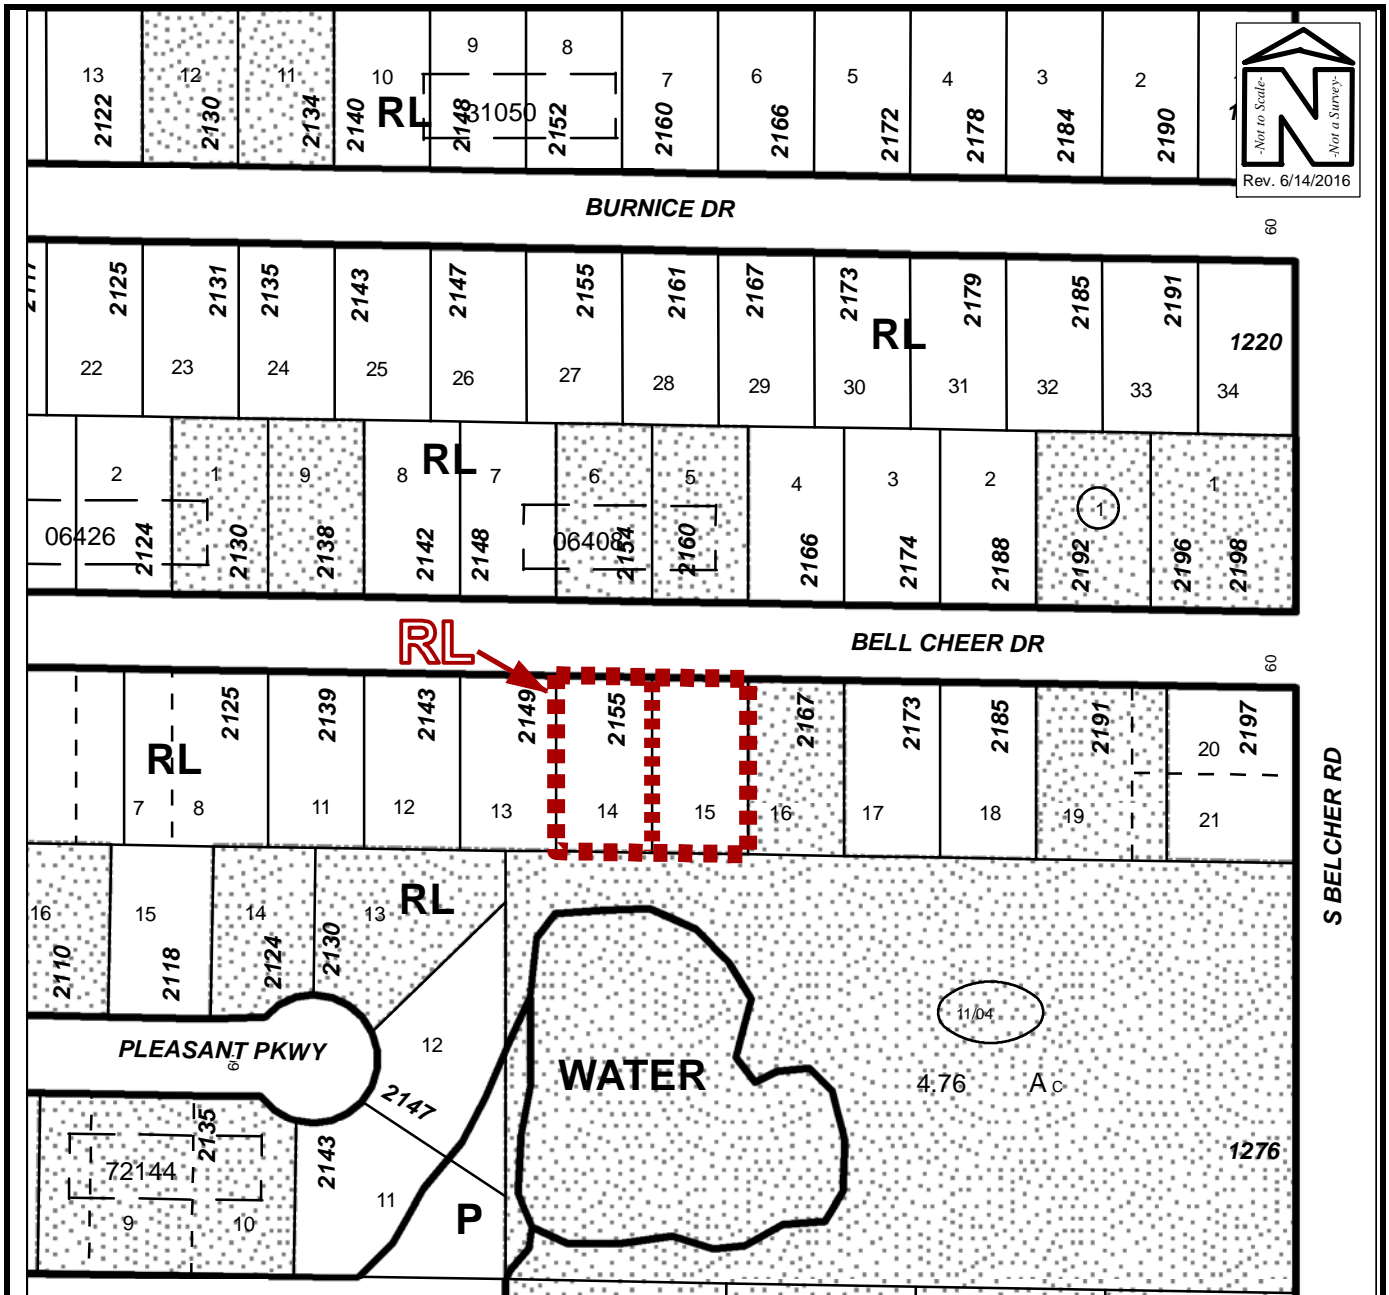 13 12 11 10 9 8 7 6 5 4 3 2
2122 2130 2134 2140 RL 2148 31050 2152 2160 2166 2172 2178 2184 2190
-Not to Scale-
-Not a Survey-
Rev. 6/14/2016
BURNICE DR
60
2125 2131 2135 2143 2147 2155 2161 2167 2173 RL 2179 2185 2191 1220
22 23 24 25 26 27 28 29 30 31 32 33 34
2 1 9 8 RL 7 6 5 4 3 2 1 1
06426 2124 2130 2138 2142 2148 06408 2154 2160 2166 2174 2188 2192 2196 2198
RL
BELL CHEER DR
60
2125 2139 2143 2149 2155 2167 2173 2185 2191 20 2197
RL
7 8 11 12 13 14 15 16 17 18 19 21
S BELCHER RD
16 15 14 13 RL
2110 2118 2124 2130
11/04
PLEASANT PKWY
12
WATER
4.76 AC
2147
2135 2143
72144
1276
9 10 11 P